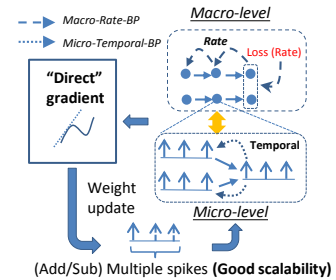 Macro-Rate-BP
Micro-Temporal-BP
Macro-level
Rate
Loss (Rate)
"Direct"
gradient
Temporal
Weight
update
Micro-level
(Add/Sub) Multiple spikes (Good scalability)